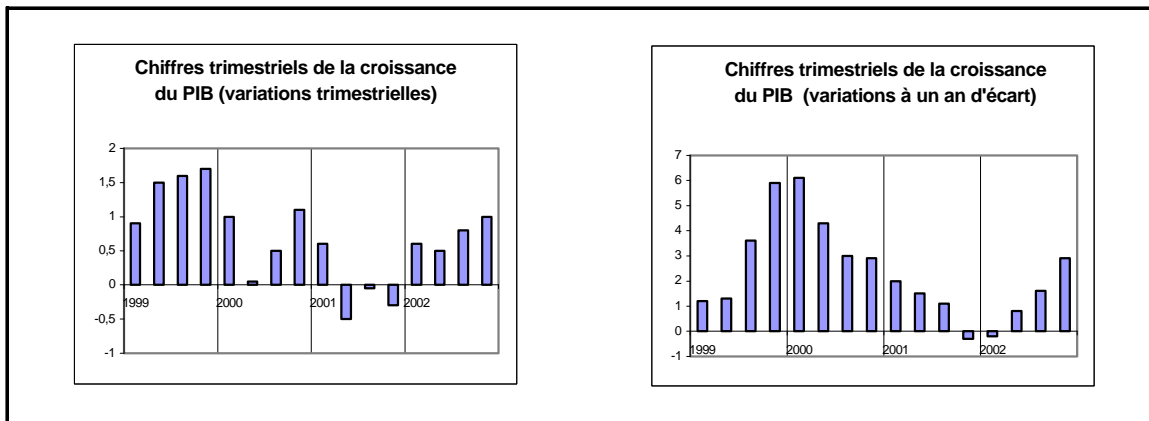 Chiffres trimestriels de la croissance
du PIB (variations trimestrielles)
2
1,5
1
0,5
0
-0,5
-1
1999 2000 2001 2002
Chiffres trimestriels de la croissance
du PIB (variations à un an d'écart)
7
6
5
4
3
2
1
0
-1
1999 2000 2001 2002